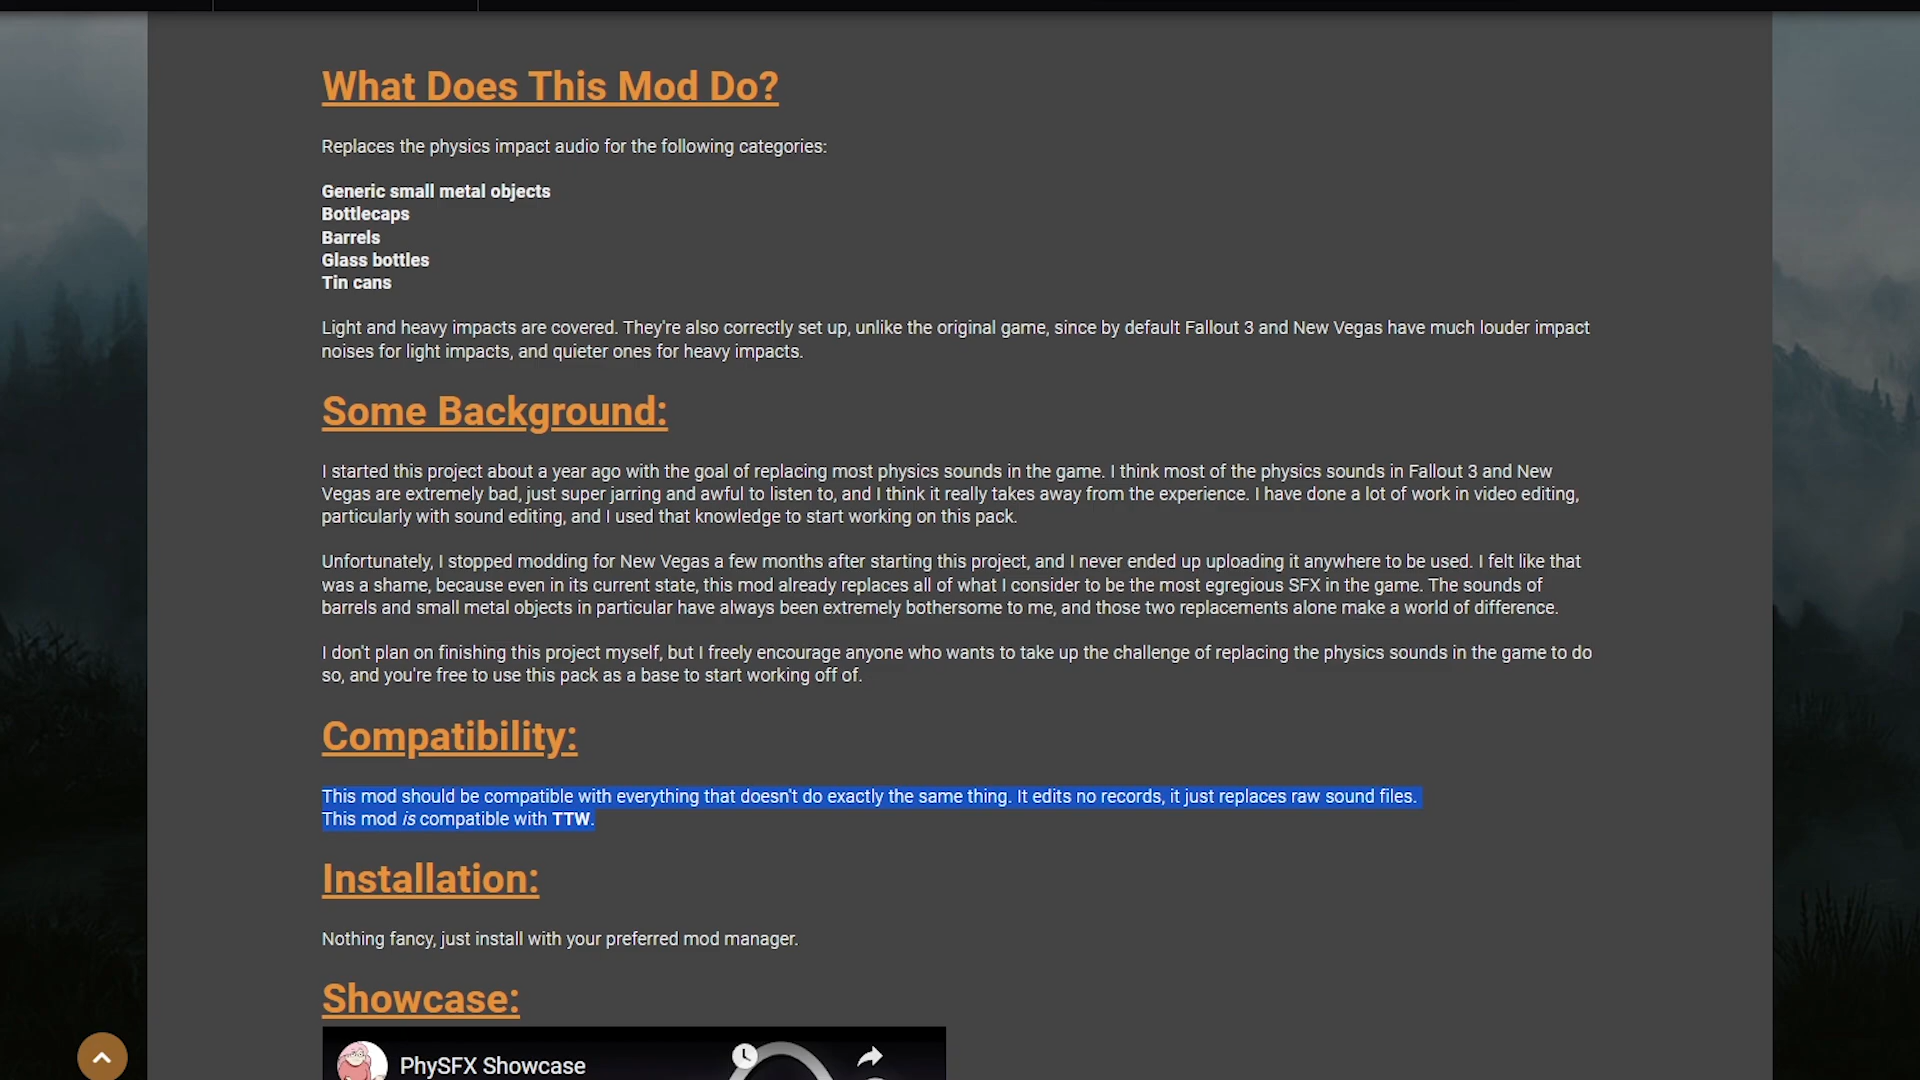 What Does This Mod Do?
Replaces the physics impact audio for the following categories:
Generic small metal objects
Bottlecaps
Barrels
Glass bottles
Tin cans
Light and heavy impacts are covered. They're also correctly set up, unlike the original game, since by default Fallout 3 and New Vegas have much louder impact
noises for light impacts, and quieter ones for heavy impacts.
Some Background:
I started this project about a year ago with the goal of replacing most physics sounds in the game. I think most of the physics sounds in Fallout 3 and New
Vegas are extremely bad, just super jarring and awful to listen to, and I think it really takes away from the experience. I have done a lot of work in video editing,
particularly with sound editing, and I used that knowledge to start working on this pack.
Unfortunately, I stopped modding for New Vegas a few months after starting this project, and I never ended up uploading it anywhere to be used. I felt like that
was a shame, because even in its current state, this mod already replaces all of what I consider to be the most egregious SFX in the game. The sounds of
barrels and small metal objects in particular have always been extremely bothersome to me, and those two replacements alone make a world of difference.
I don't plan on finishing this project myself, but I freely encourage anyone who wants to take up the challenge of replacing the physics sounds in the game to do
so, and you're free to use this pack as a base to start working off of.
Compatibility:
This mod should be compatible with everything that doesn't do exactly the same thing. It edits no records, it just replaces raw sound files.
This mod is compatible with TTW.
Installation:
Nothing fancy, just install with your preferred mod manager.
Showcase:
PhySFX Showcase